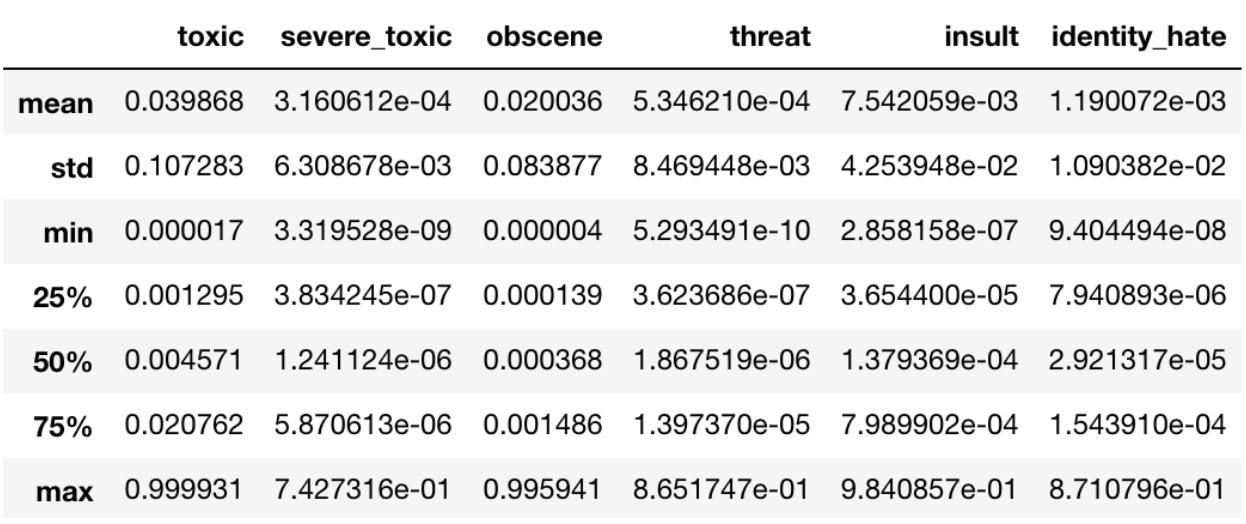 toxic severe_toxic obscene threat insult identity_hate
mean 0.039868 3.160612e-04 0.020036 5.346210e-04 7.542059e-03 1.190072e-03
std 0.107283 6.308678e-03 0.083877 8.469448e-03 4.253948e-02 1.090382e-02
min 0.000017 3.319528e-09 0.000004 5.293491e-10 2.858158e-07 9.404494e-08
25% 0.001295 3.834245e-07 0.000139 3.623686e-07 3.654400e-05 7.940893e-06
50% 0.004571 1.241124e-06 0.000368 1.867519e-06 1.379369e-04 2.921317e-05
75% 0.020762 5.870613e-06 0.001486 1.397370e-05 7.989902e-04 1.543910e-04
max 0.999931 7.427316e-01 0.995941 8.651747e-01 9.840857e-01 8.710796e-01